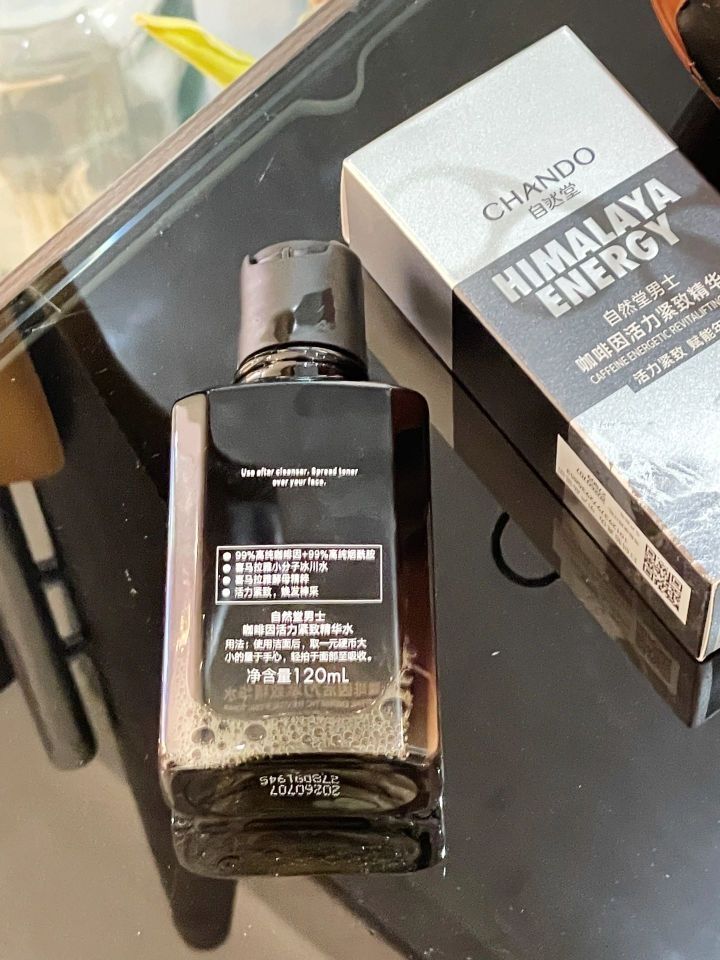 CHANDO
自然堂
HIMALAYA
ENERGY
自然堂男士
咖啡因活力紧致精华
CAFFEINE ENERGETIC
活力紧致 赋能
Use after cleanser. Spread toner
over your face.
99%高纯咖啡因+99%高纯烟酰胺
喜马拉雅小分子冰川水
喜马拉雅酵母精粹
活力紧致，焕发神采
自然堂男士
咖啡因活力紧致精华水
用法：使用洁面后，取一元硬币大
小的量于手心，轻拍于面部至吸收。
净含量120mL
20260707